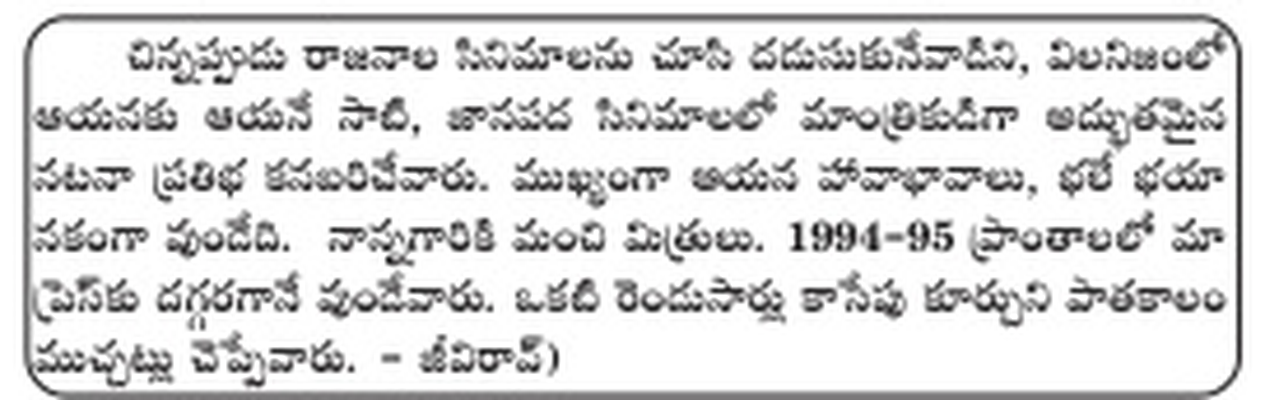 చిన్నప్పుడు రాజనాల సినిమాలను చూసి దడుసుకునేవాడిని, విలనిజంలో
ఆయనకు ఆయనే సాటి, జానపద సినిమాలలో మాంత్రికుడిగా అద్భుతమైన
నటనా ప్రతిభ కనబరిచేవారు. ముఖ్యంగా ఆయన హావాభావాలు, భలే భయా
నకంగా వుండేది. నాన్నగారికి మంచి మిత్రులు. 1994-95 ప్రాంతాలలో మా
ప్రెస్‌కు దగ్గరగానే వుండేవారు. ఒకటి రెండుసార్లు కాసేపు కూర్చుని పాతకాలం
ముచ్చట్లు చెప్పేవారు. - జీవిరావ్)